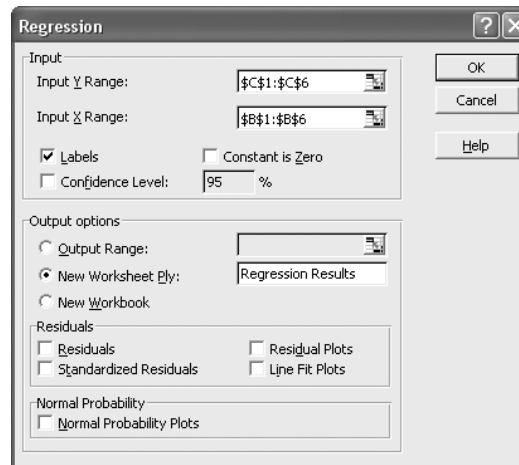 Regression
Input
Input Y Range:
$C$1:$C$6
Input X Range:
$B$1:$B$6
Labels
Constant is Zero
Confidence Level:
95
%
Output options
Output Range:
New Worksheet Ply:
Regression Results
New Workbook
Residuals
Residuals
Residual Plots
Standardized Residuals
Line Fit Plots
Normal Probability
Normal Probability Plots
OK
Cancel
Help